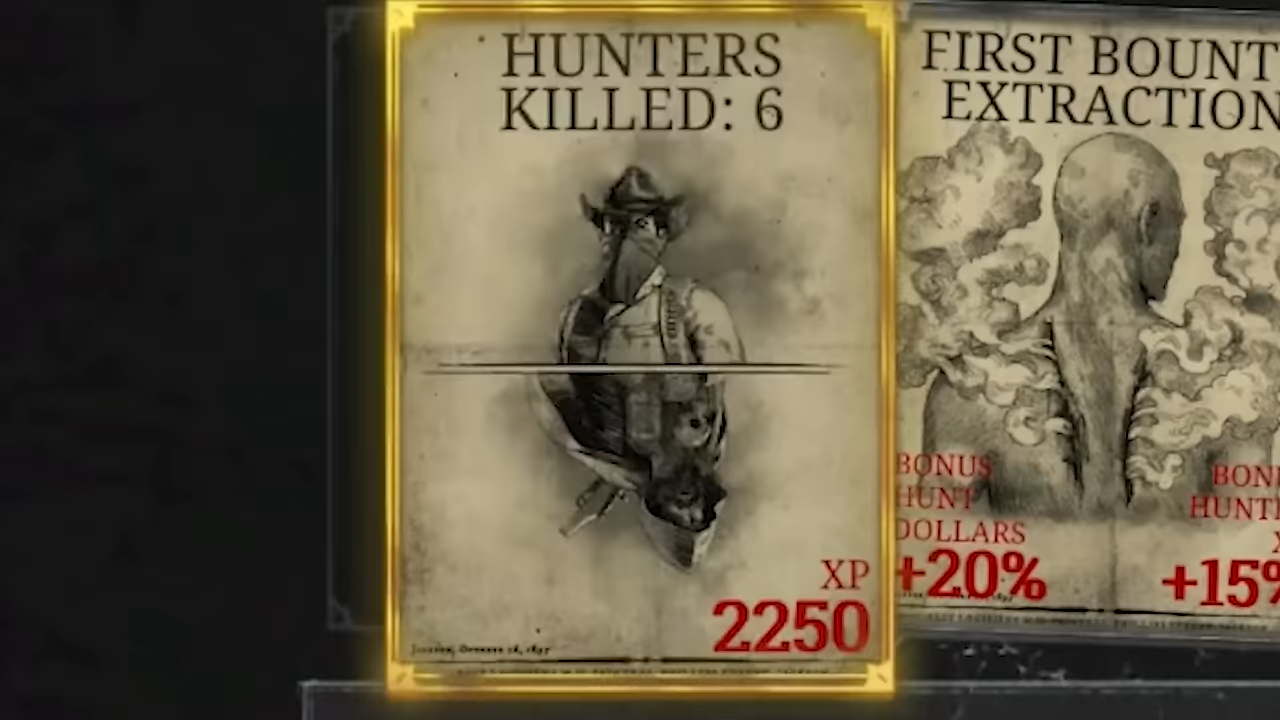 HUNTERS
KILLED: 6
XP
2250
FIRST BOUNT
EXTRACTION
BONUS
HUNT
DOLLARS
+20%
BON
HUNT
X
+15%